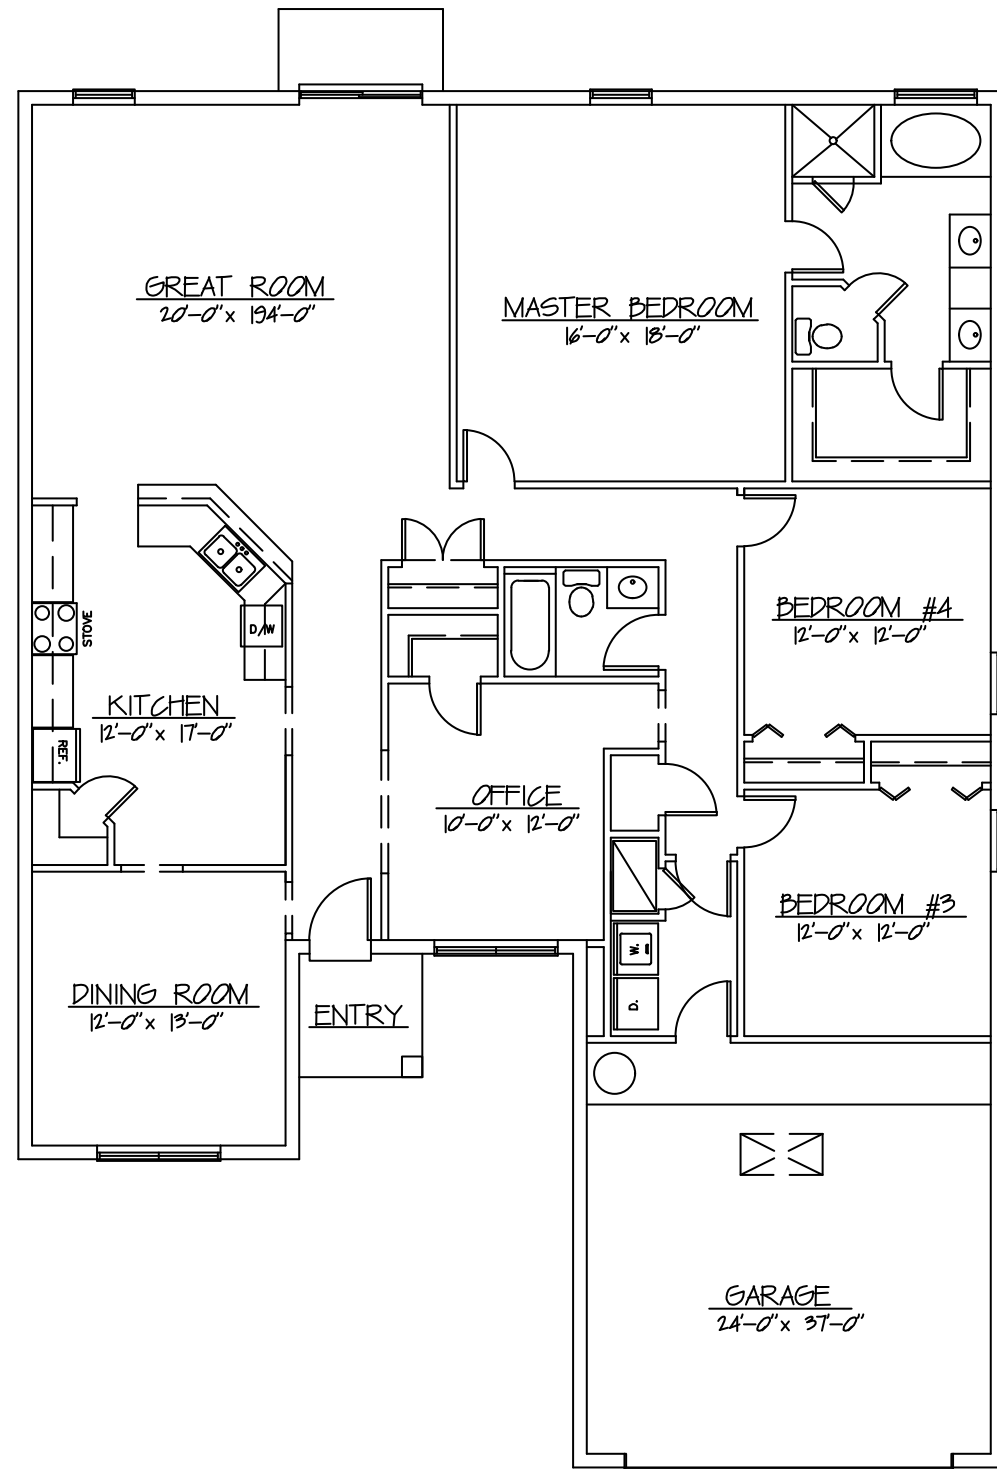 GREAT ROOM
20'-0" x 194'-0"
MASTER BEDROOM
16'-0" x 18'-0"
BEDROOM #4
12'-0" x 12'-0"
STOVE
D/W
KITCHEN
12'-0" x 17'-0"
REF.
OFFICE
10'-0" x 12'-0"
BEDROOM #3
12'-0" x 12'-0"
W.
D.
DINING ROOM
12'-0" x 13'-0"
ENTRY
GARAGE
24'-0" x 37'-0"